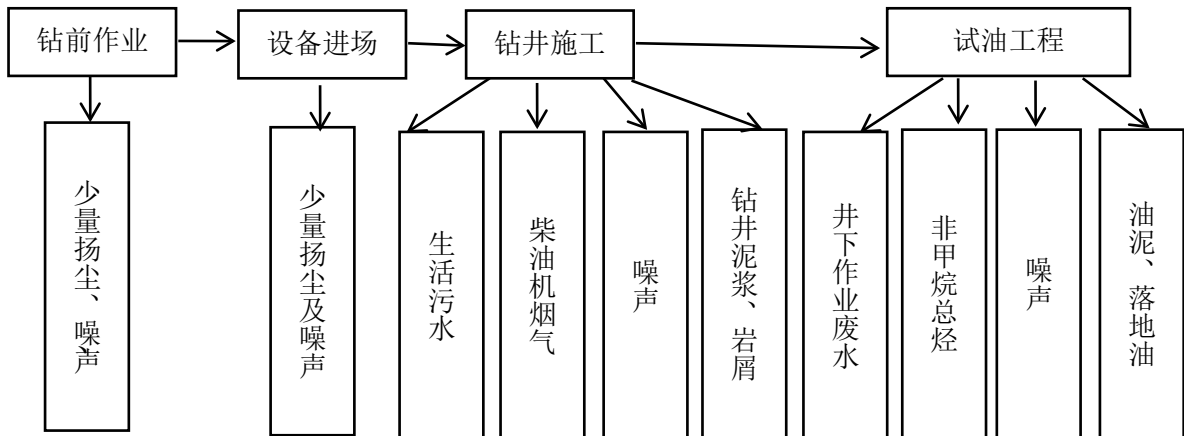 钻前作业
设备进场
钻井施工
试油工程
少量扬尘、噪声
少量扬尘及噪声
生活污水
柴油机烟气
噪声
钻井泥浆、岩屑
井下作业废水
非甲烷总烃
噪声
油泥、落地油